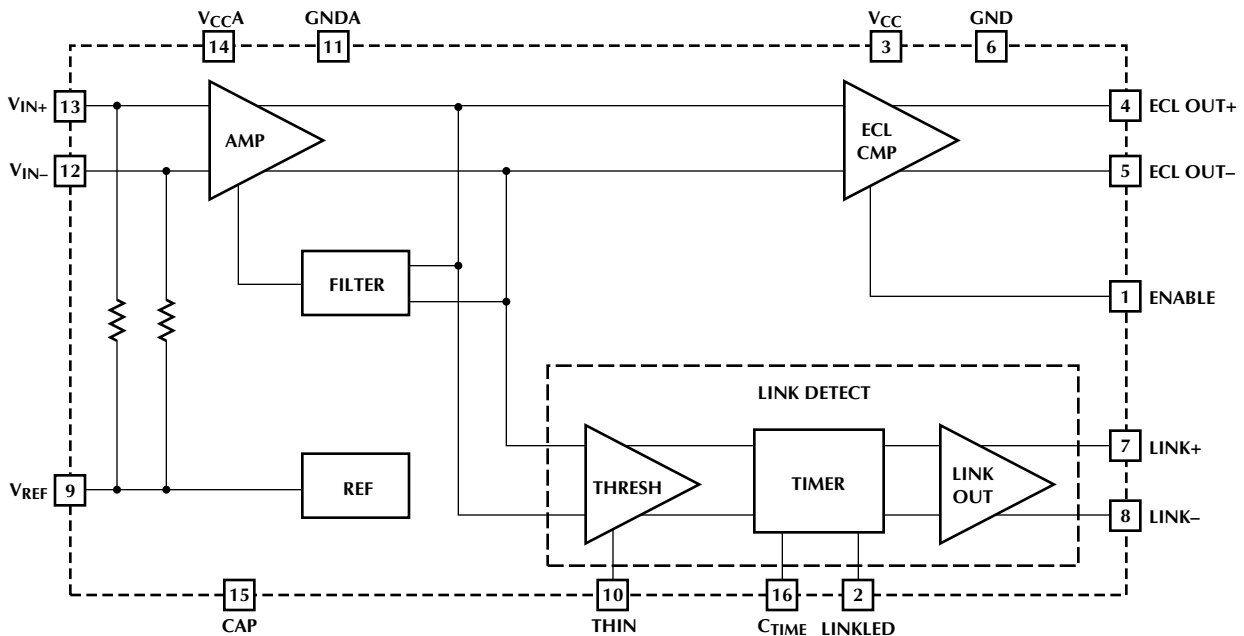 VCCA GNDA VCC GND
14 11 3 6
VIN+ 13 4 ECL OUT+
AMP ECL CMP
VIN– 12 5 ECL OUT–
FILTER
1 ENABLE
LINK DETECT
7 LINK+
VREF 9 REF THRESH TIMER LINK OUT
8 LINK–
15 10 16 2
CAP THIN CTIME LINKLED